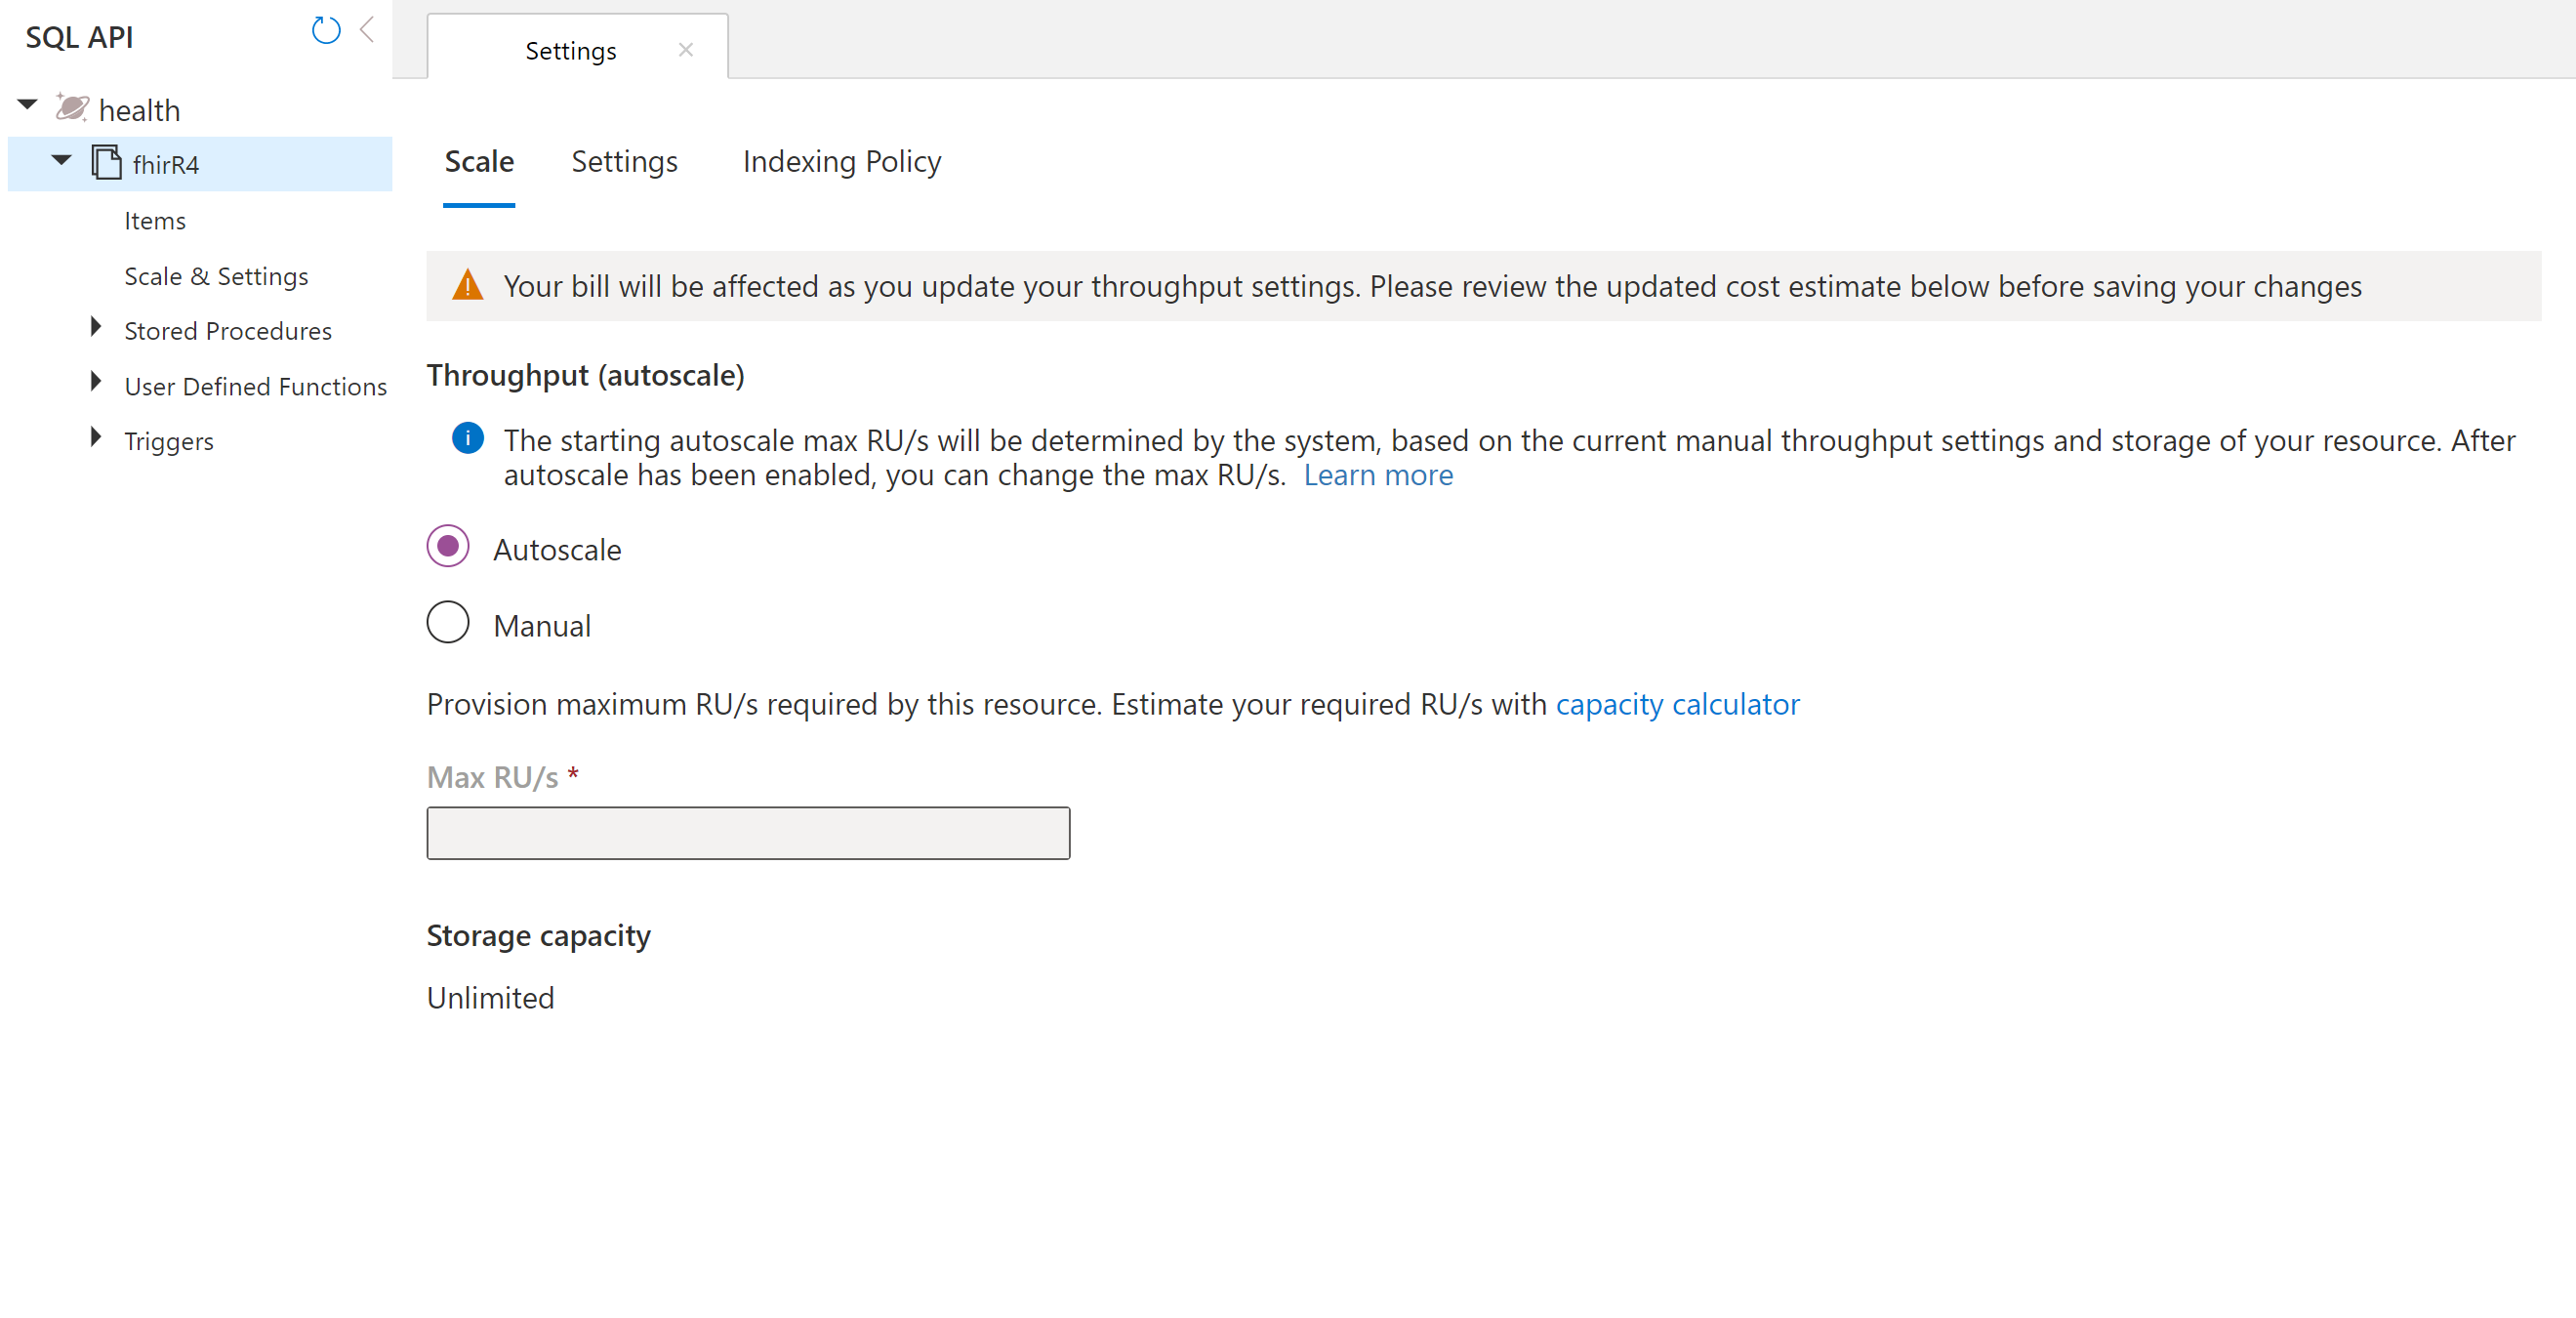 SQL API
health
fhirR4
Items
Scale & Settings
Stored Procedures
User Defined Functions
Triggers
Settings
Scale
Settings
Indexing Policy
Your bill will be affected as you update your throughput settings. Please review the updated cost estimate below before saving your changes
Throughput (autoscale)
The starting autoscale max RU/s will be determined by the system, based on the current manual throughput settings and storage of your resource. After
autoscale has been enabled, you can change the max RU/s. Learn more
Autoscale
Manual
Provision maximum RU/s required by this resource. Estimate your required RU/s with capacity calculator
Max RU/s *
Storage capacity
Unlimited